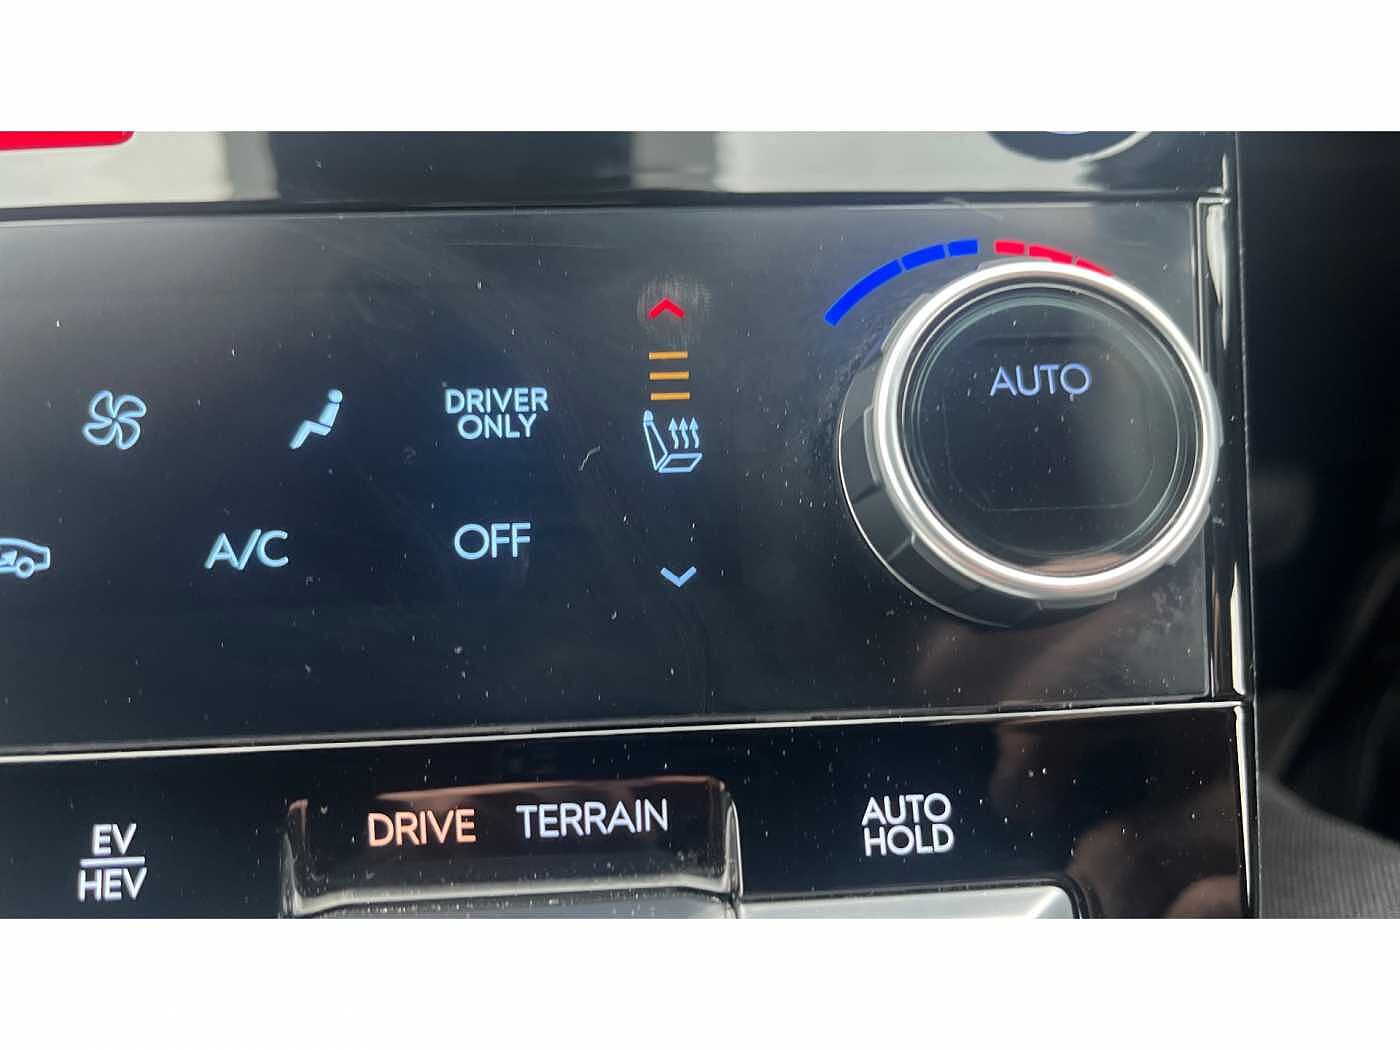 DRIVER
ONLY
AUTO
A/C
OFF
EV
HEV
DRIVE
TERRAIN
AUTO
HOLD